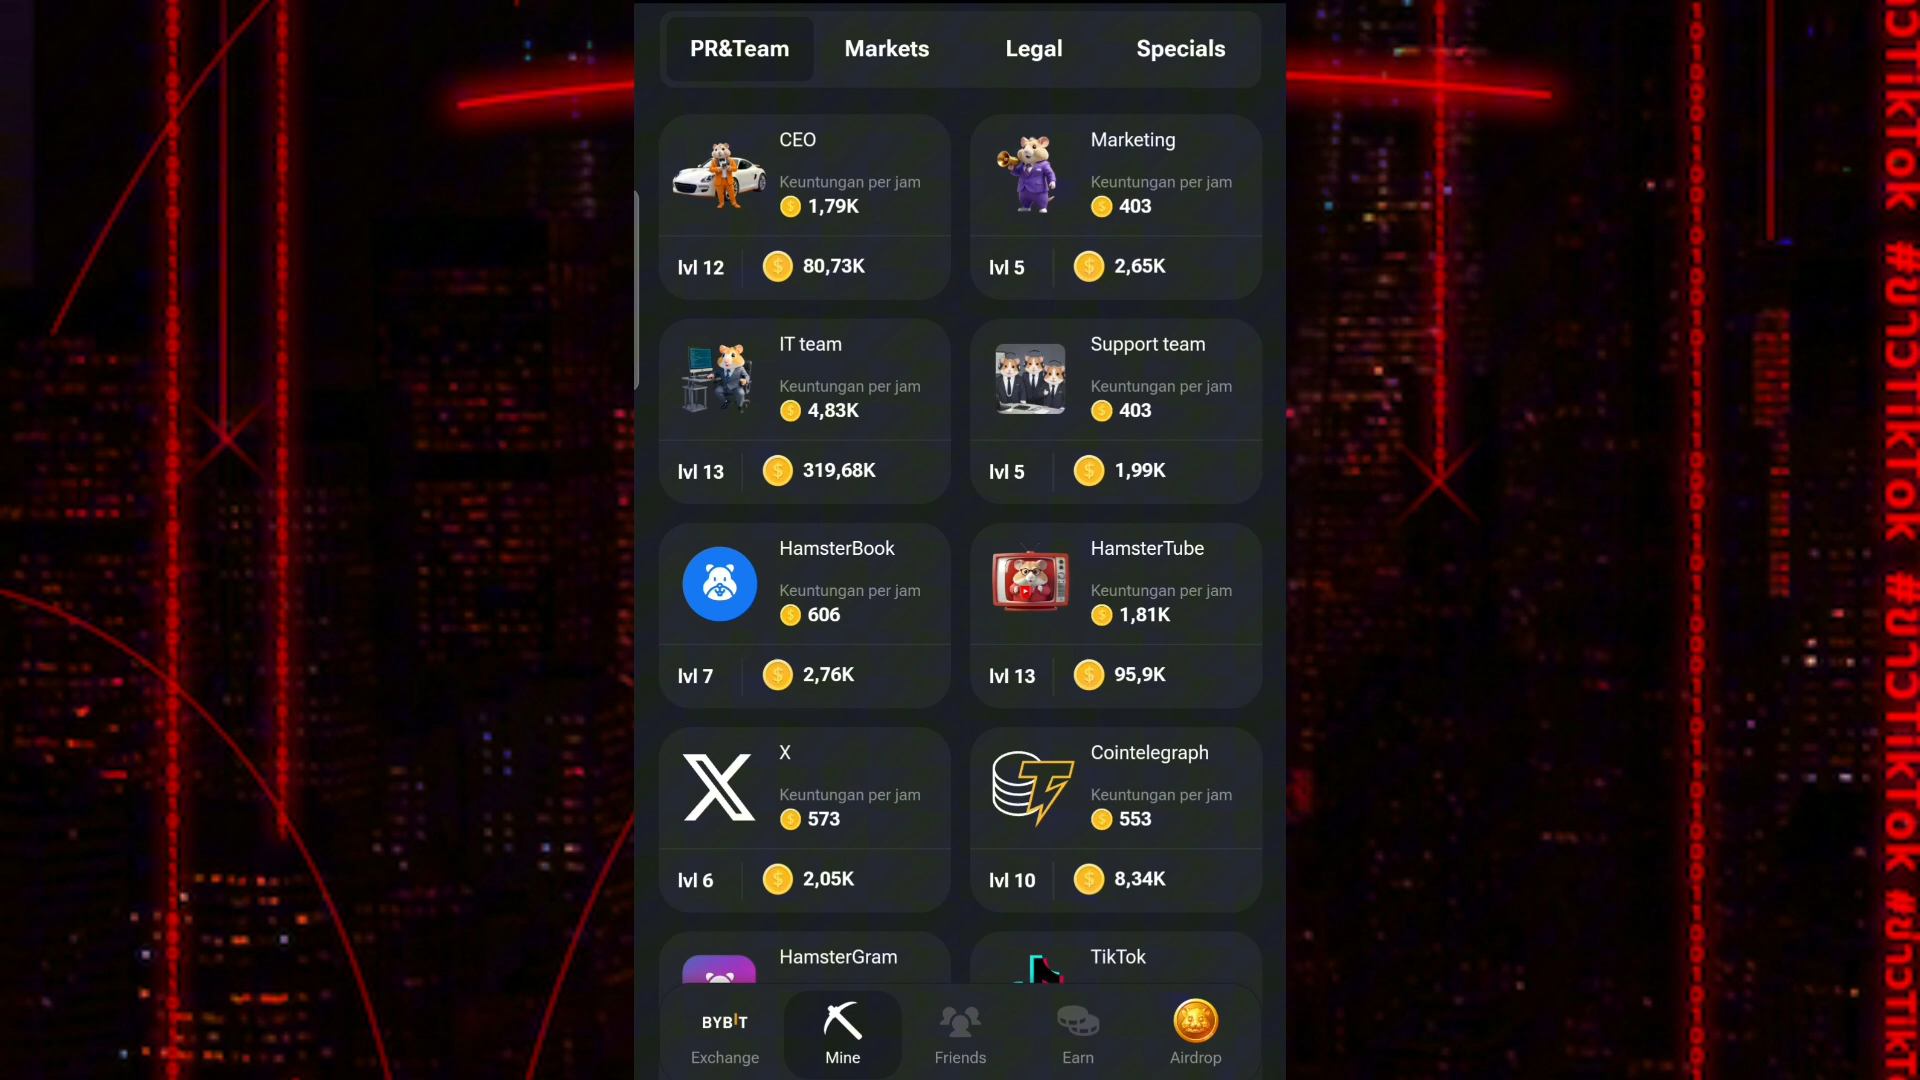 PR&Team
Markets
Legal
Specials
CEO
Keuntungan per jam
1,79K
lvl 12
80,73K
Marketing
Keuntungan per jam
403
lvl 5
2,65K
IT team
Keuntungan per jam
4,83K
lvl 13
319,68K
Support team
Keuntungan per jam
403
lvl 5
1,99K
HamsterBook
Keuntungan per jam
606
lvl 7
2,76K
HamsterTube
Keuntungan per jam
1,81K
lvl 13
95,9K
X
Keuntungan per jam
573
lvl 6
2,05K
Cointelegraph
Keuntungan per jam
553
lvl 10
8,34K
HamsterGram
TikTok
BYBIT
Exchange
Mine
Friends
Earn
Airdrop